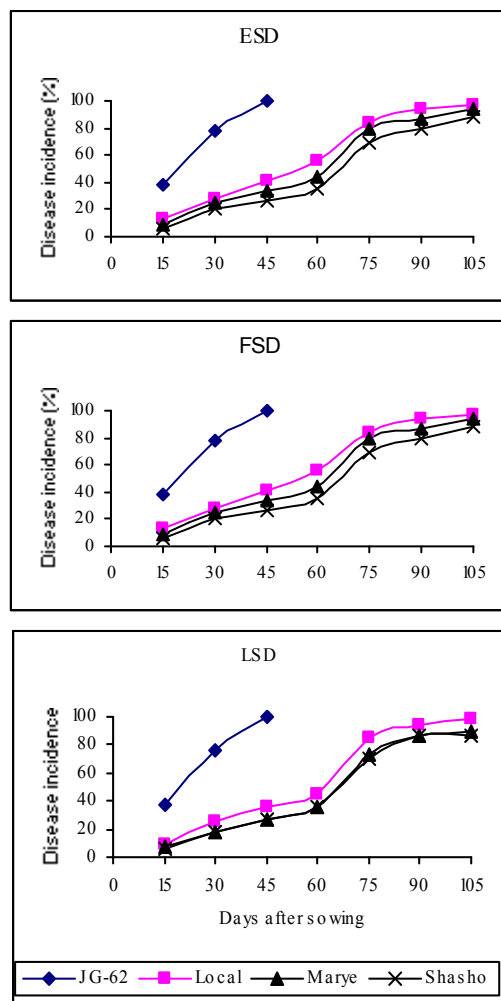 ESD
Disease incidence (%)
100
80
60
40
20
0
0 15 30 45 60 75 90 105
FSD
Disease incidence (%)
100
80
60
40
20
0
0 15 30 45 60 75 90 105
LSD
Disease incidence
100
80
60
40
20
0
0 15 30 45 60 75 90 105
Days after sowing
JG-62 Local Marye Shasho